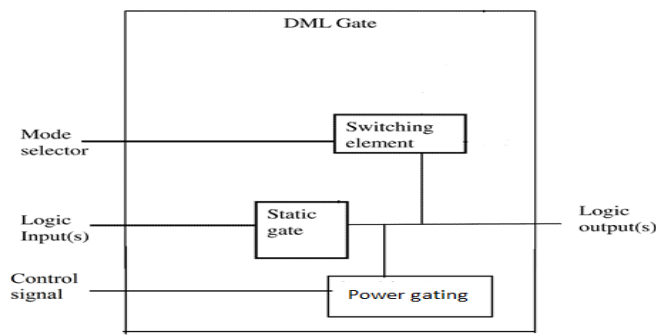 DML Gate
Mode
selector
Switching
element
Logic
Input(s)
Static
gate
Logic
output(s)
Control
signal
Power gating